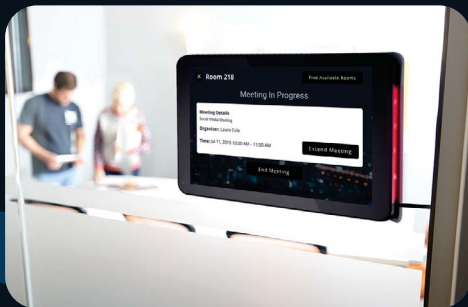 × Room 218
Find Available Rooms
Meeting In Progress
Meeting Details
Social Media Meeting
Organizer: Laura Cole
Time: Jul 11, 2019 10:00 AM - 11:00 AM
Extend Meeting
End Meeting